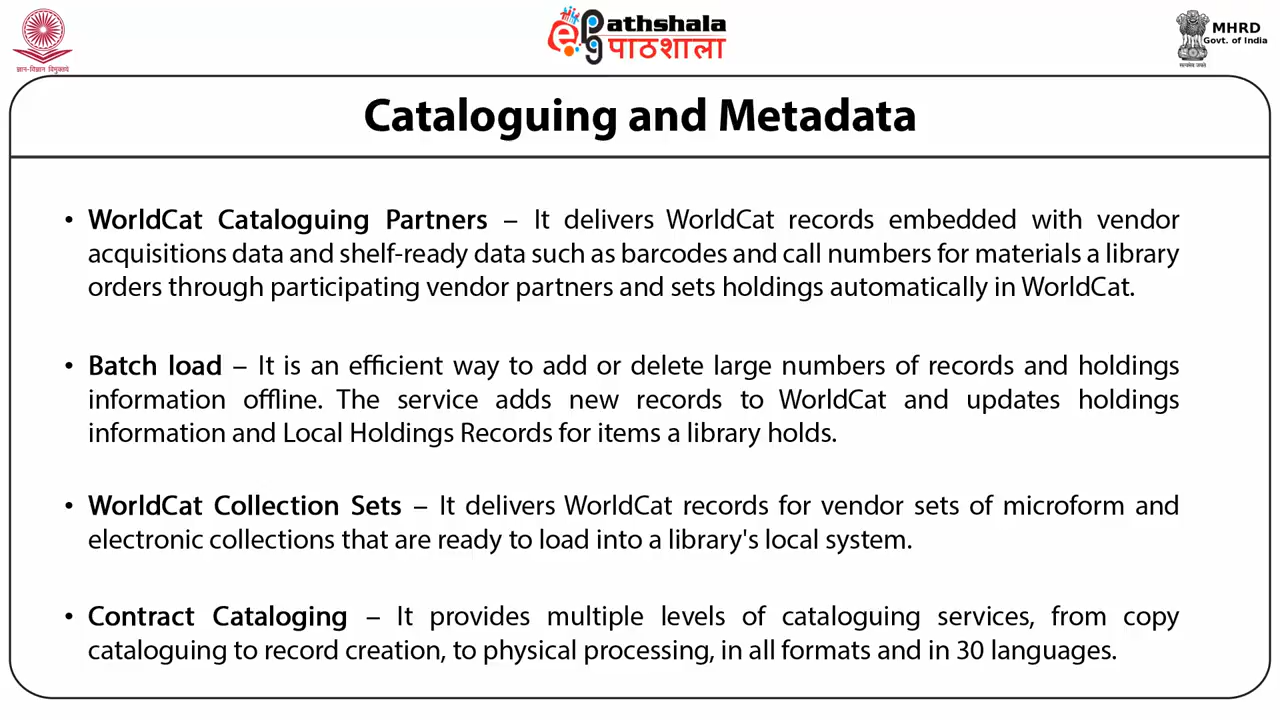 ज्ञान-विज्ञान विमुक्तये
ePathshala
पाठशाला
MHRD
Govt. of India
सत्यमेव जयते
Cataloguing and Metadata
• WorldCat Cataloguing Partners – It delivers WorldCat records embedded with vendor
acquisitions data and shelf-ready data such as barcodes and call numbers for materials a library
orders through participating vendor partners and sets holdings automatically in WorldCat.
• Batch load – It is an efficient way to add or delete large numbers of records and holdings
information offline. The service adds new records to WorldCat and updates holdings
information and Local Holdings Records for items a library holds.
• WorldCat Collection Sets – It delivers WorldCat records for vendor sets of microform and
electronic collections that are ready to load into a library's local system.
• Contract Cataloging – It provides multiple levels of cataloguing services, from copy
cataloguing to record creation, to physical processing, in all formats and in 30 languages.